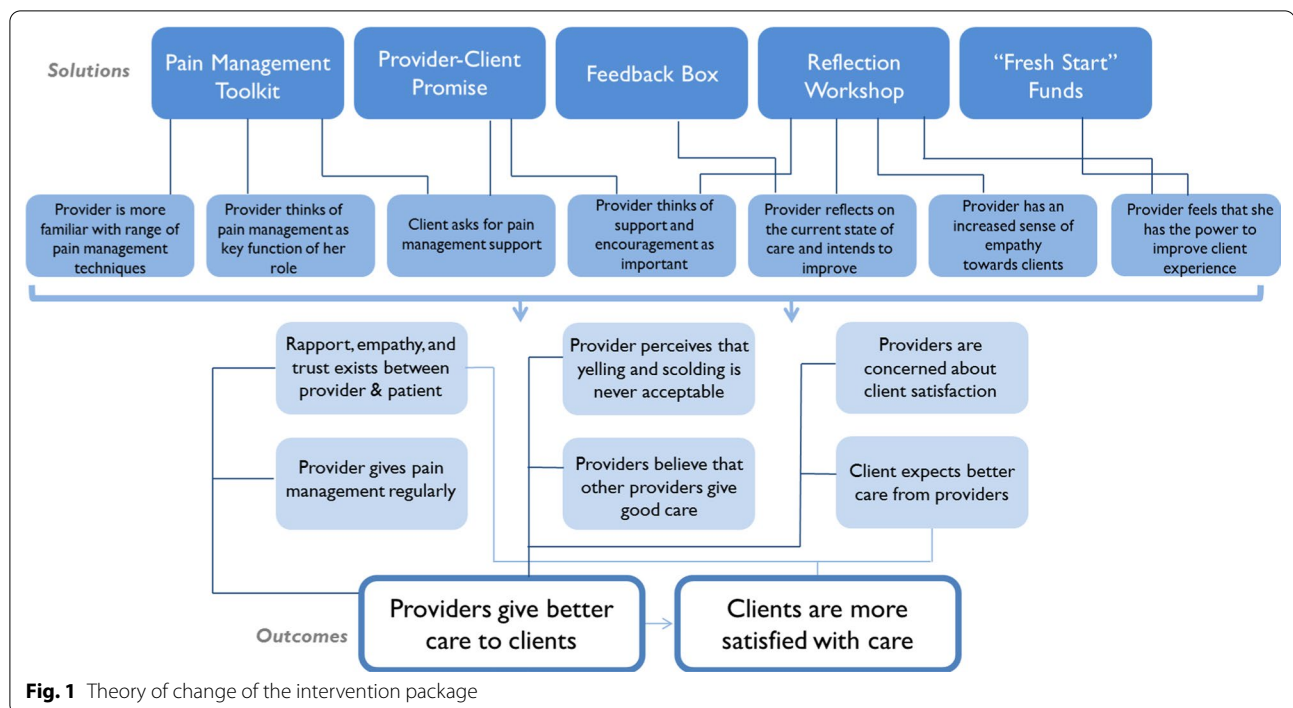 Solutions
Pain Management
Toolkit
Provider-Client
Promise
Feedback Box
Reflection
Workshop
“Fresh Start”
Funds
Provider is more
familiar with range of
pain management
techniques
Provider thinks of
pain management as
key function of her
role
Client asks for pain
management support
Provider thinks of
support and
encouragement as
important
Provider reflects on
the current state of
care and intends to
improve
Provider has an
increased sense of
empathy
towards clients
Provider feels that she
has the power to
improve client
experience
Rapport, empathy, and
trust exists between
provider & patient
Provider perceives that
yelling and scolding is
never acceptable
Providers are
concerned about
client satisfaction
Provider gives pain
management regularly
Providers believe that
other providers give
good care
Client expects better
care from providers
Outcomes
Providers give better
care to clients
Clients are more
satisfied with care
Fig. 1 Theory of change of the intervention package